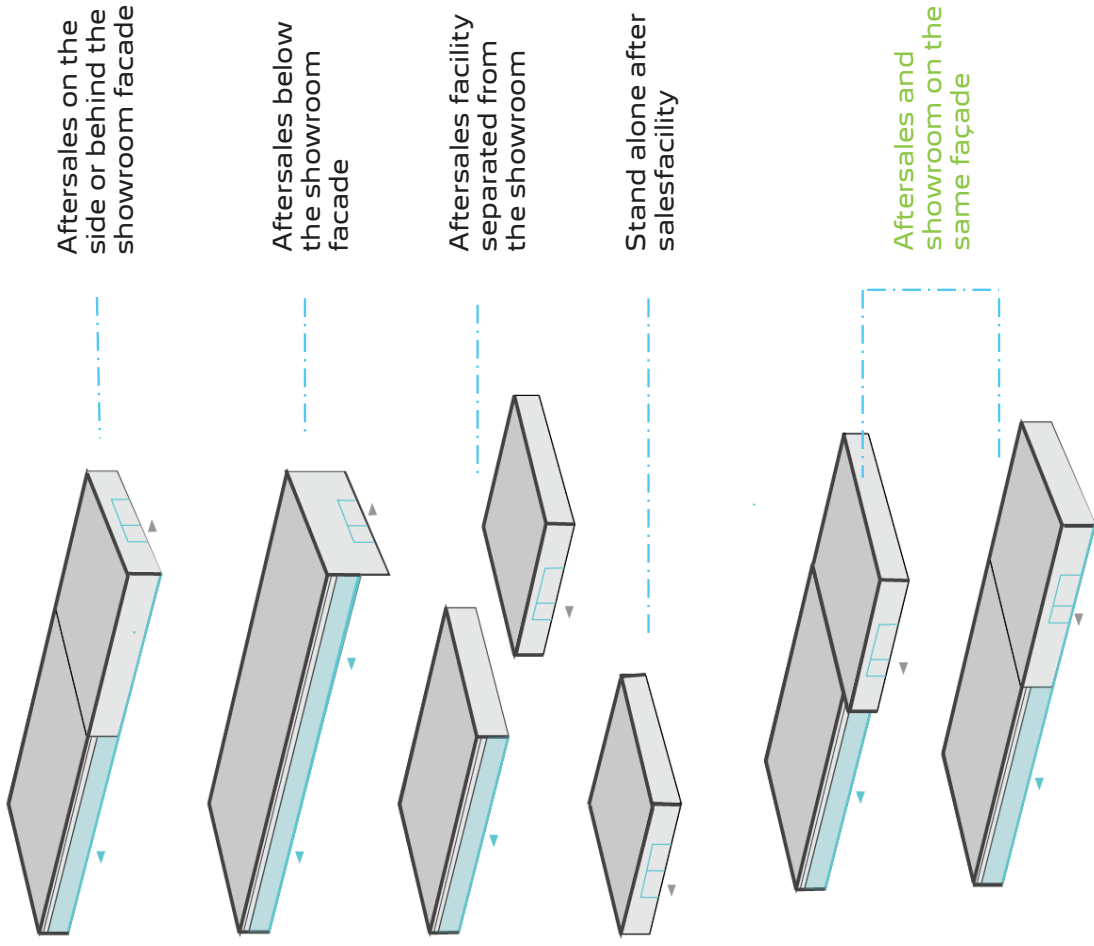 Aftersales on the
side or behind the
showroom facade
Aftersales below
the showroom
facade
Aftersales facility
separated from
the showroom
Stand alone after
salesfacility
Aftersales and
showroom on the
same façade